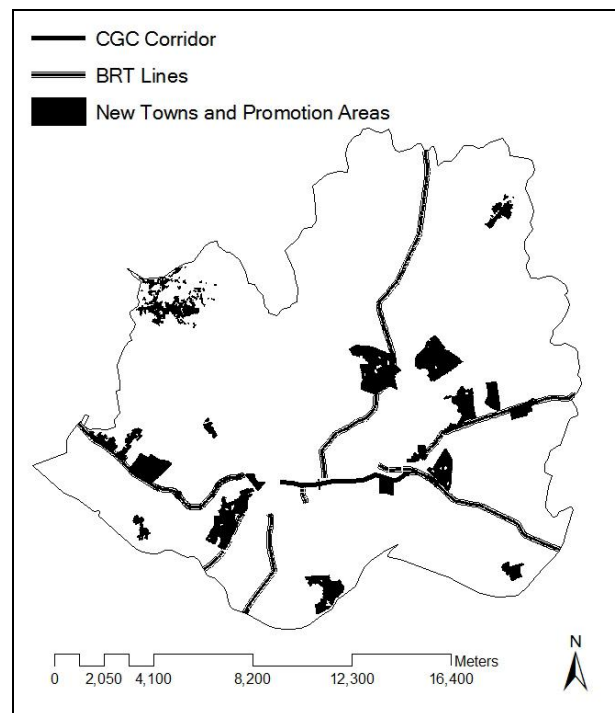 CGC Corridor
BRT Lines
New Towns and Promotion Areas
N
Meters
0 2,050 4,100 8,200 12,300 16,400